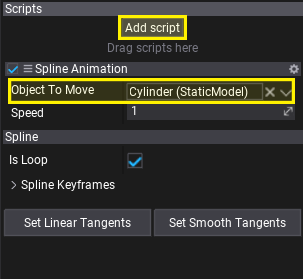 Scripts
Add script
Drag scripts here
Spline Animation
Object To Move Cylinder (StaticModel)
Speed 1
Spline
Is Loop
Spline Keyframes
Set Linear Tangents Set Smooth Tangents